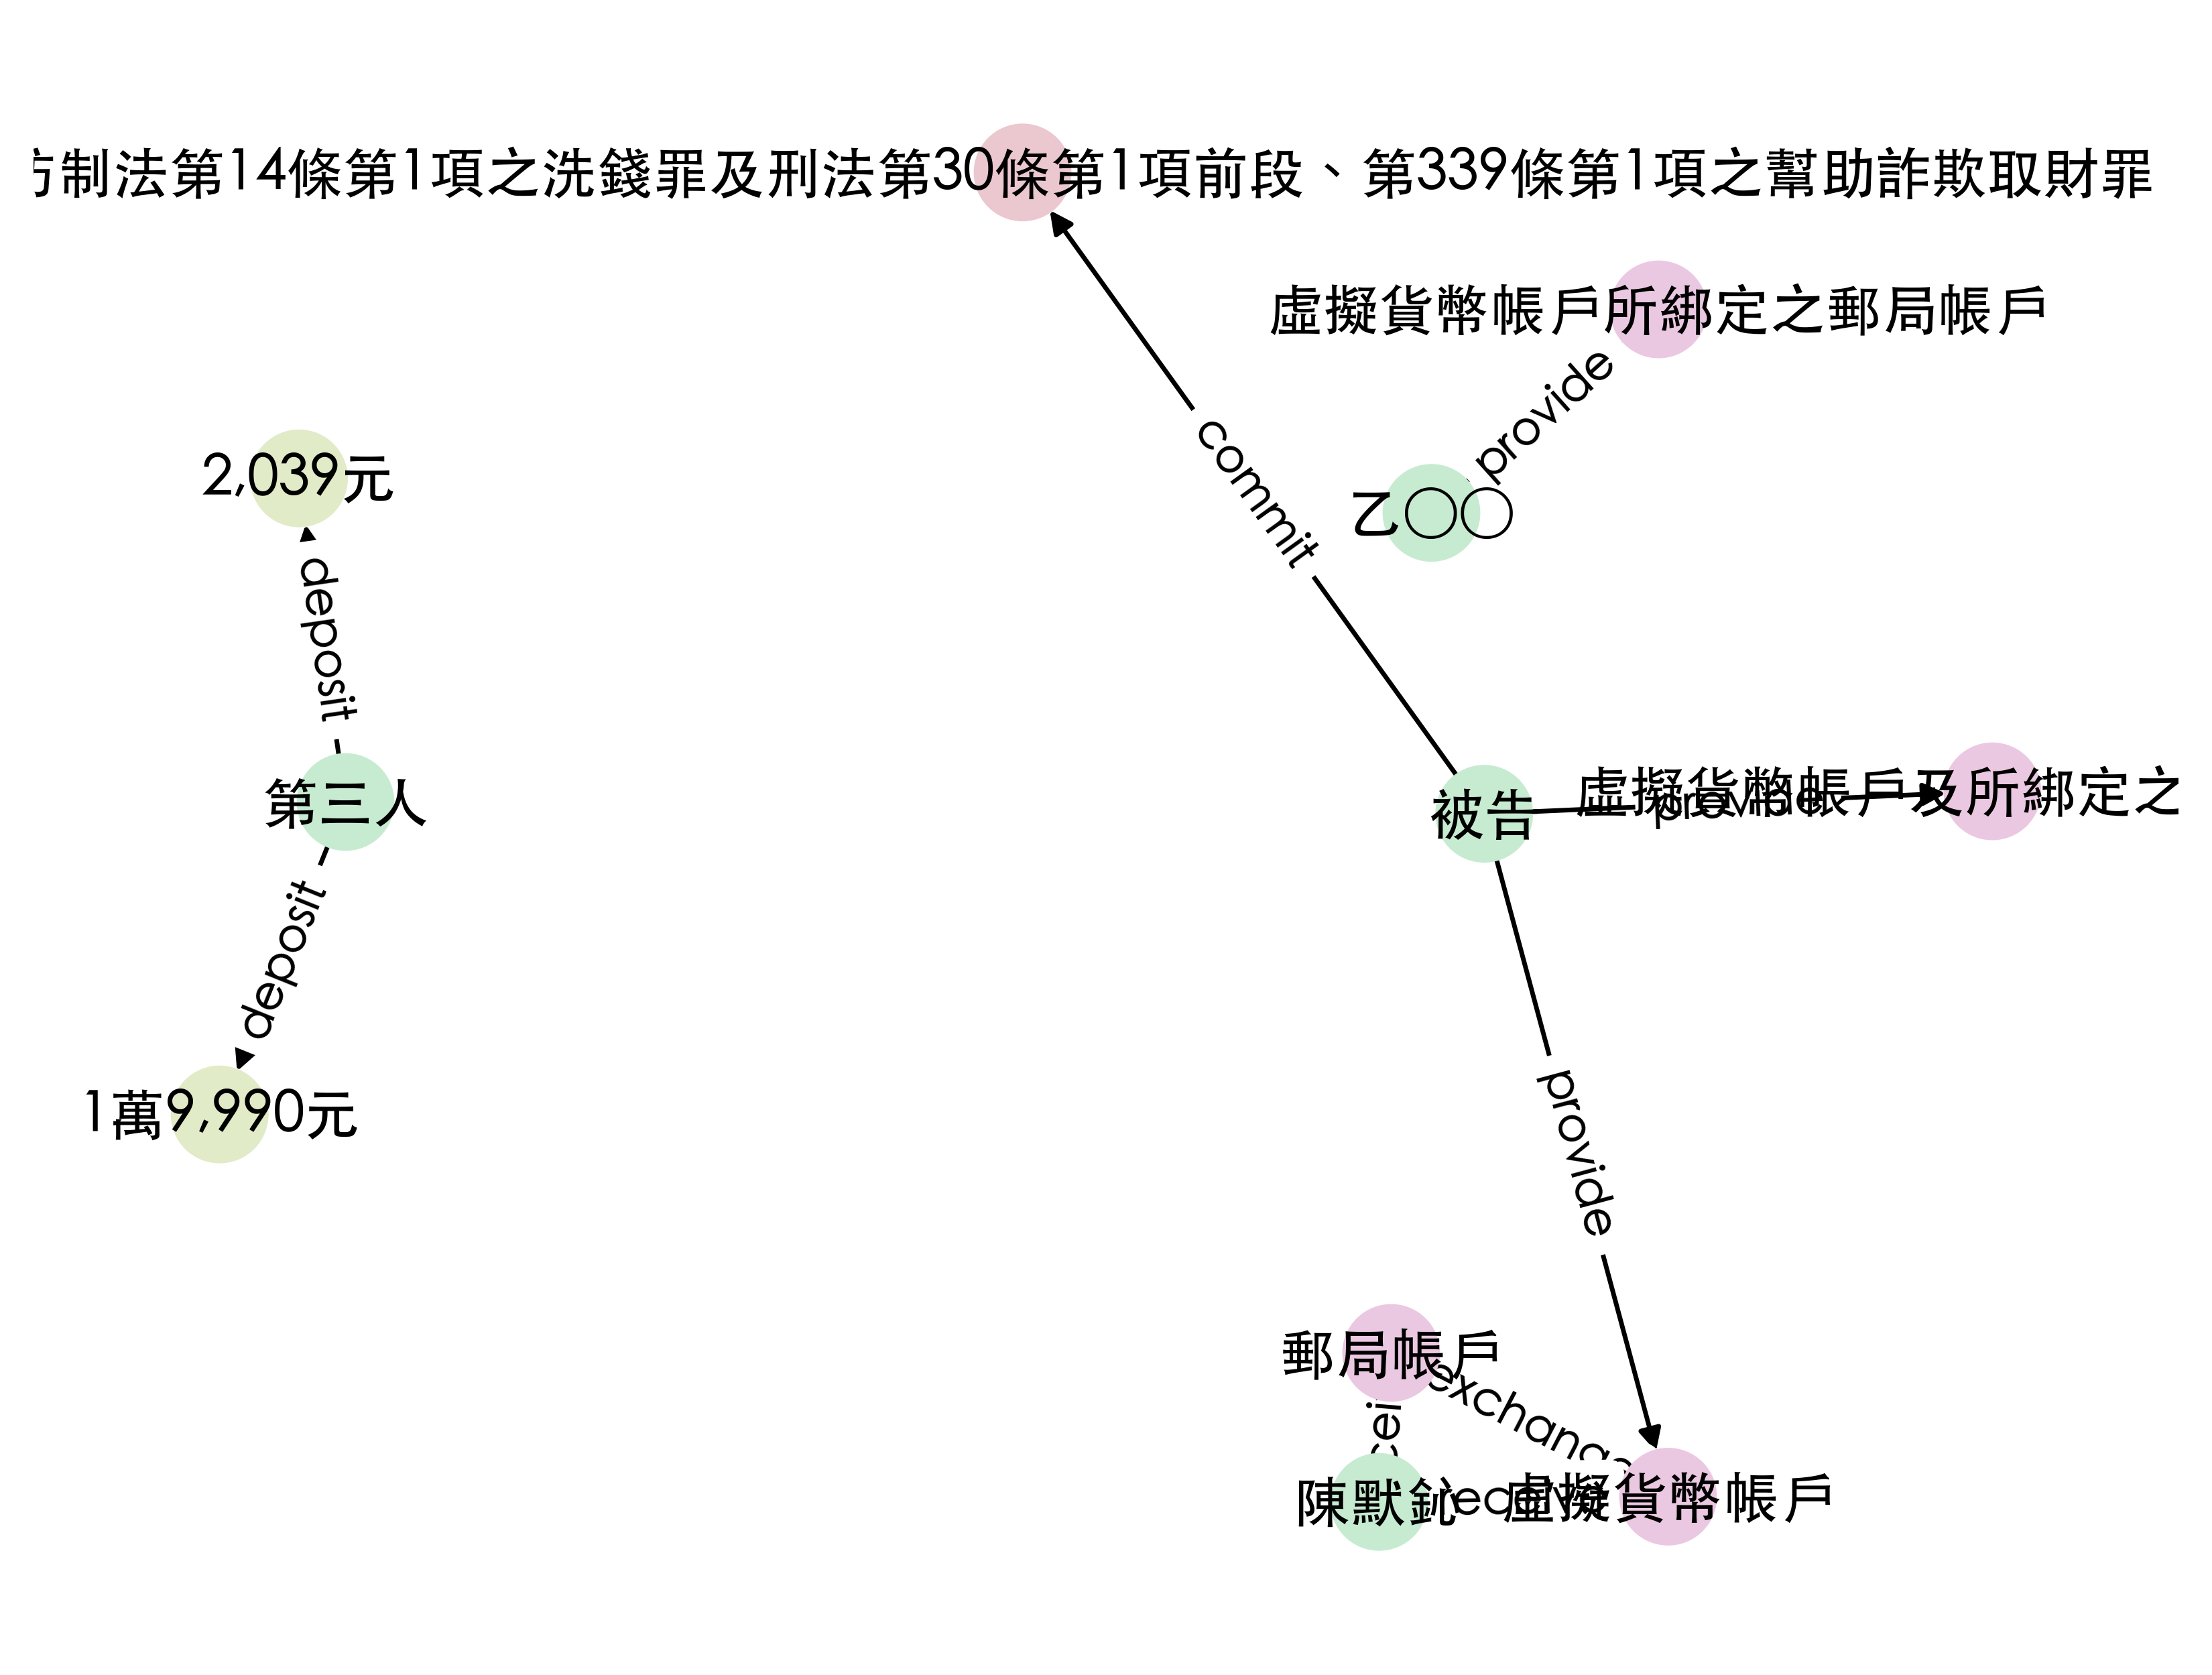 制法第14條第1項之洗錢罪及刑法第30條第1項前段、第339條第1項之幫助詐欺取財罪
虛擬貨幣帳戶所綁定之郵局帳戶
provide
commit
2,039元
乙○○
deposit
虛擬貨幣帳戶及所綁定之
provide
第三人
被告
deposit
1萬9,990元
provide
郵局帳戶
陳默鈊
虛擬貨幣帳戶